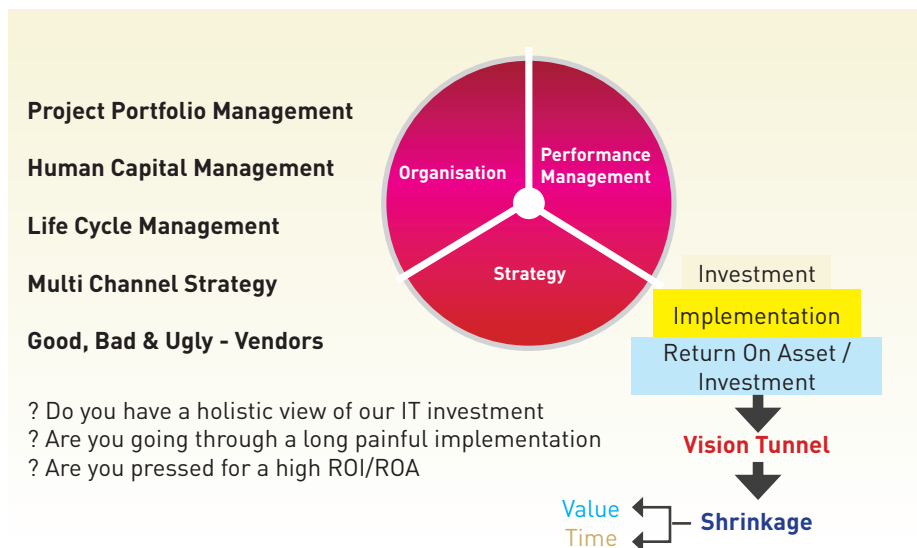 Project Portfolio Management
Human Capital Management
Life Cycle Management
Multi Channel Strategy
Good, Bad & Ugly - Vendors
Organisation
Performance
Management
Strategy
Investment
Implementation
Return On Asset /
Investment
? Do you have a holistic view of our IT investment
? Are you going through a long painful implementation
? Are you pressed for a high ROI/ROA
Vision Tunnel
Shrinkage
Value
Time